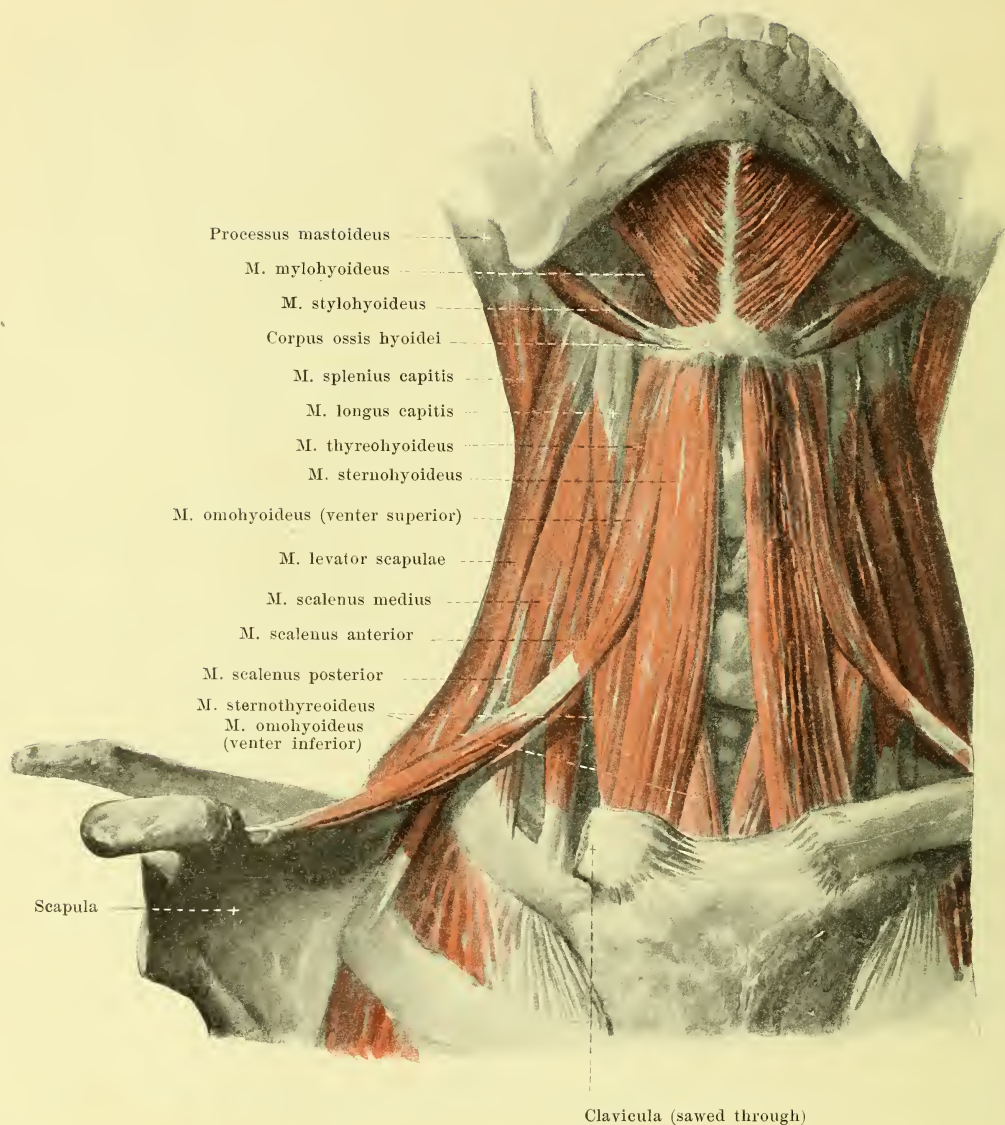 Processus mastoideus
M. mylohyoideus
M. stylohyoideus
Corpus ossis hyoidei
M. splenius capitis
M. longus capitis
M. thyreohyoideus
M. sternohyoideus
M. omohyoideus (venter superior)
M. levator scapulae
M. scalenus medius
M. scalenus anterior
M. scalenus posterior
M. sternothyreoideus
M. omohyoideus
(venter inferior)
Scapula
Clavicula (sawed through)